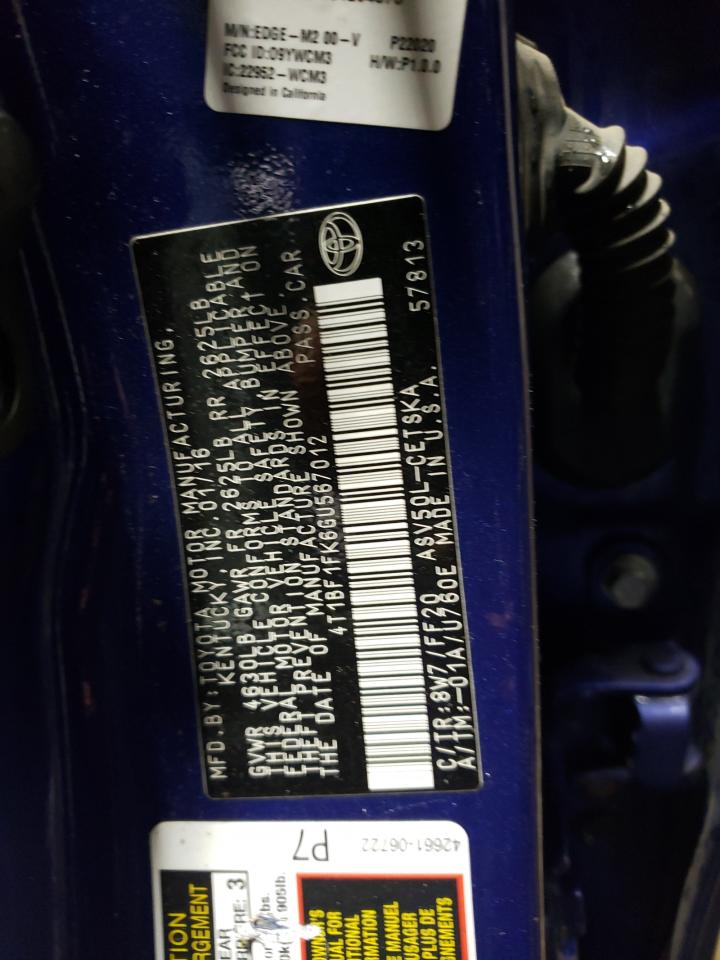 M/N:EDGE-M2 00-V P22020
FCC ID:O9YWCM3 H/W:P1.0.0
IC:22952-WCM3
Designed in California
MFD.BY:TOYOTA MOTOR MANUFACTURING,
KENTUCKY INC.01/16
GVWR 4630LB GAWR FR 2625LB RR 2625LB
THIS VEHICLE CONFORMS TO ALL APPLICABLE
FEDERAL MOTOR VEHICLE SAFETY, BUMPER, AND
THEFT PREVENTION STANDARDS IN EFFECT ON
THE DATE OF MANUFACTURE SHOWN ABOVE.
4T1BF1FK6GU567012 PASS.CAR
C/TR:8W7/FF20 ASV50L-CETSKA 57813
A/TM:-01A/U760E MADE IN U.S.A.
42661-06722
P7
3
905lb.